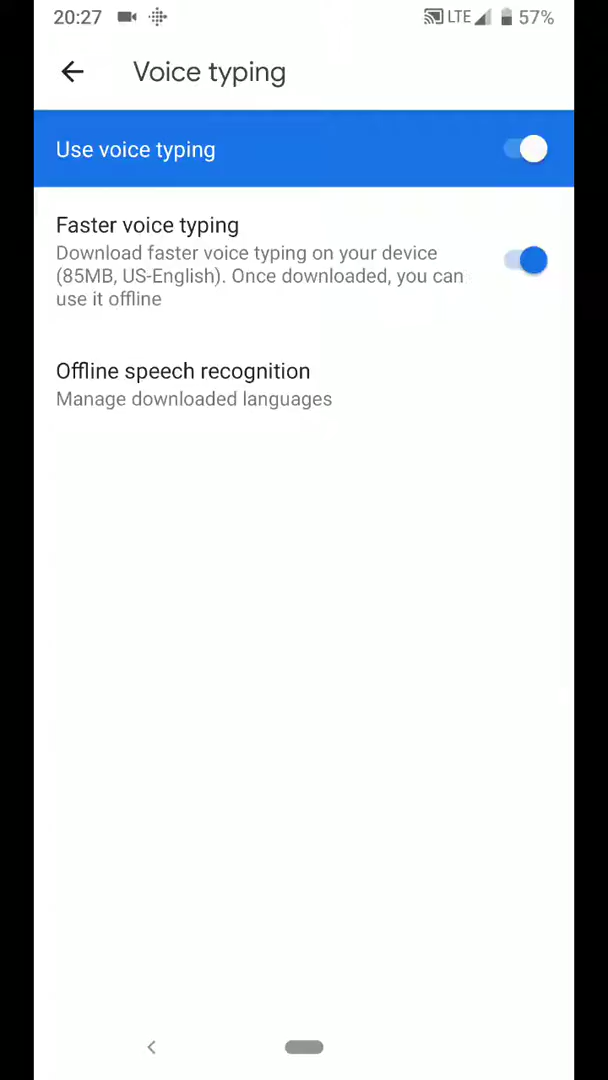 20:27 LTE 57%
Voice typing
Use voice typing
Faster voice typing
Download faster voice typing on your device
(85MB, US-English). Once downloaded, you can
use it offline
Offline speech recognition
Manage downloaded languages